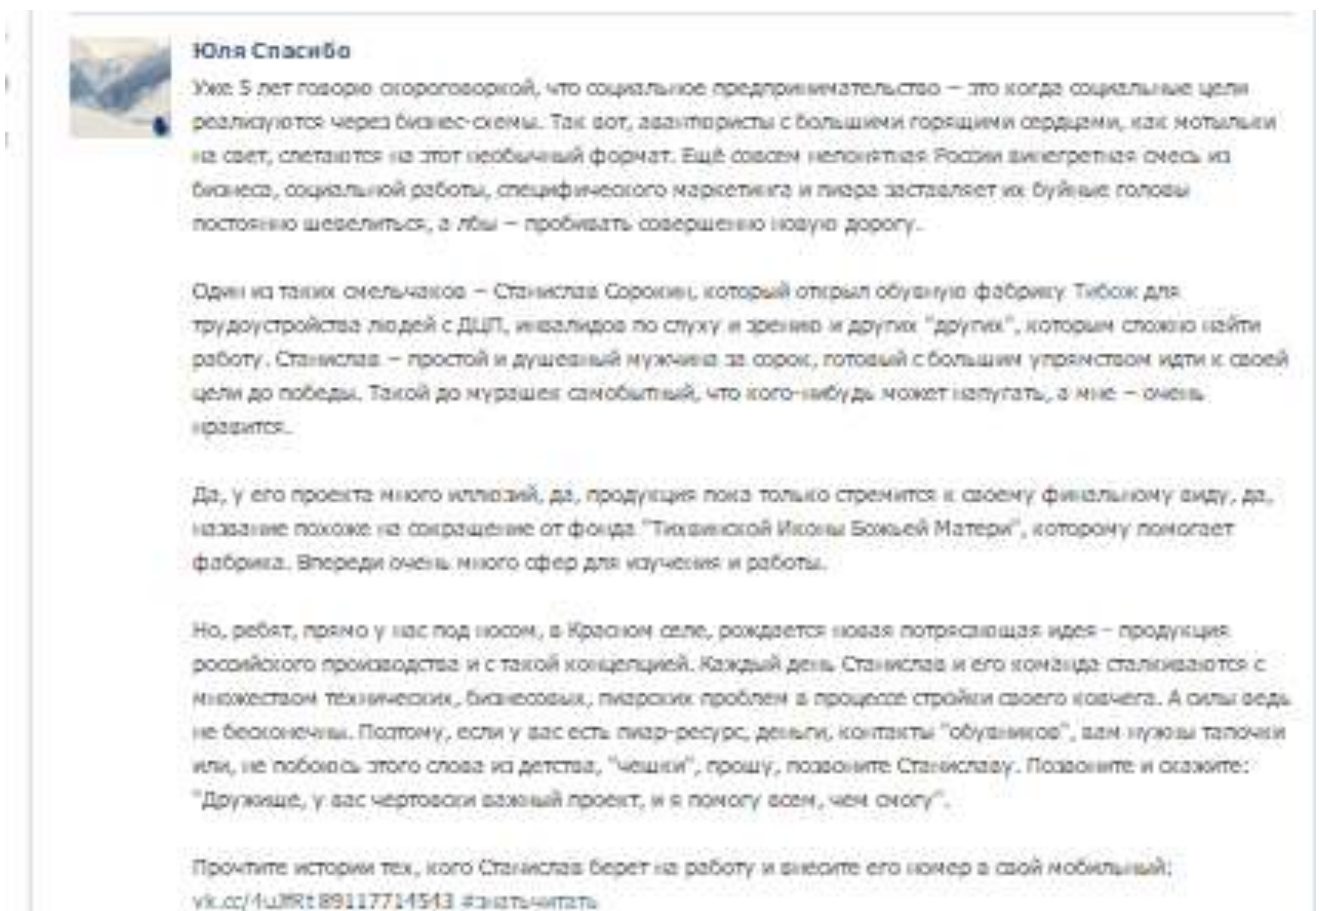 Юля Спасибо
Уже 5 лет говорю скороговоркой, что социальное предпринимательство – это когда социальные цели
реализуются через бизнес-схемы. Так вот, авантюристы с большими горящими сердцами, как мотыльки
на свет, слетаются на этот необычный формат. Ещё совсем непонятная России винегретная смесь из
бизнеса, социальной работы, специфического маркетинга и пиара заставляет их буйные головы
постоянно шевелиться, а лбы – пробивать совершенно новую дорогу.
Один из таких смельчаков – Станислав Сорокин, который открыл обувную фабрику Тибож для
трудоустройства людей с ДЦП, инвалидов по слуху и зрению и других "других", которым сложно найти
работу. Станислав – простой и душевный мужчина за сорок, готовый с большим упрямством идти к своей
цели до победы. Такой до мурашек самобытный, что кого-нибудь может напугать, а мне – очень
нравится.
Да, у его проекта много иллюзий, да, продукция пока только стремится к своему финальному виду, да,
название похоже на сокращение от фонда "Тихвинской Иконы Божьей Матери", которому помогает
фабрика. Впереди очень много сфер для изучения и работы.
Но, ребят, прямо у нас под носом, в Красном селе, рождается новая потрясающая идея - продукция
российского производства и с такой концепцией. Каждый день Станислав и его команда сталкиваются с
множеством технических, бизнесовых, пиарских проблем в процессе стройки своего ковчега. А силы ведь
не бесконечны. Поэтому, если у вас есть пиар-ресурс, деньги, контакты "обувников", вам нужны тапочки
или, не побоюсь этого слова из детства, "чешки", прошу, позвоните Станиславу. Позвоните и скажите:
"Дружище, у вас чертовски важный проект, и я помогу всем, чем смогу".
Прочтите истории тех, кого Станислав берет на работу и внесите его номер в свой мобильный:
vk.cc/4uJfRt 89117714543 #знатьчитать